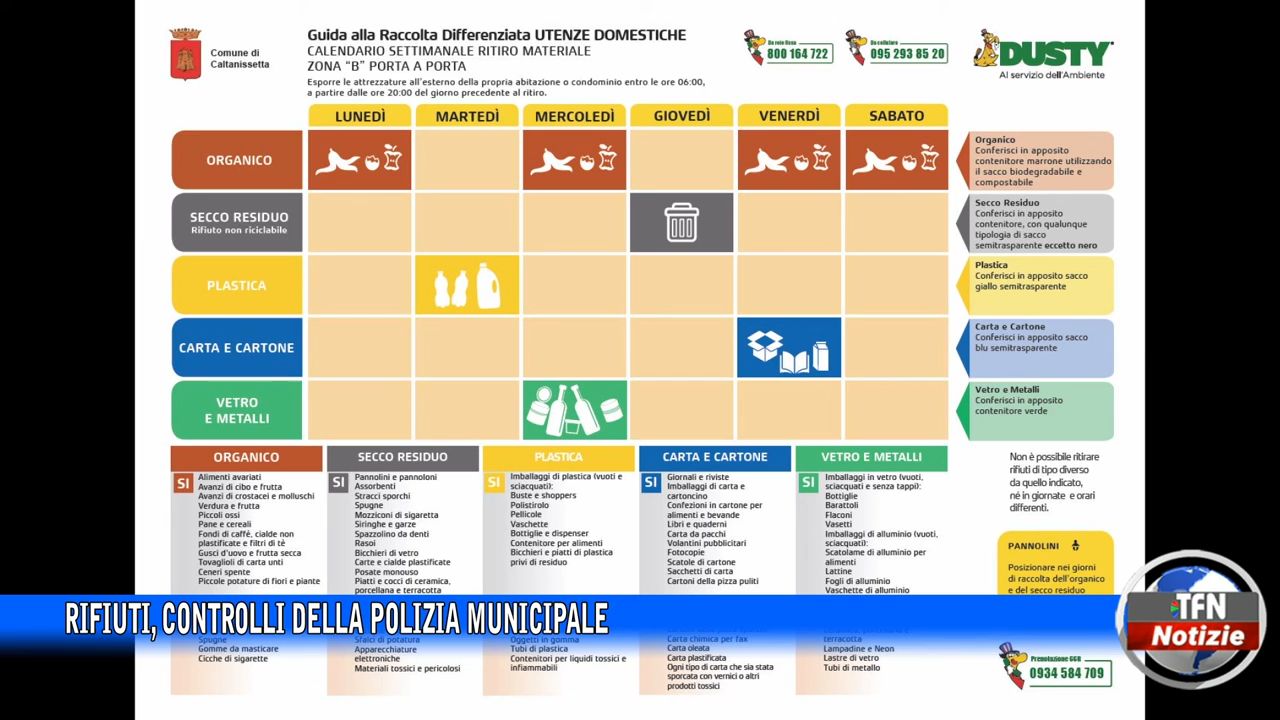 Comune di
Caltanissetta
Guida alla Raccolta Differenziata UTENZE DOMESTICHE
CALENDARIO SETTIMANALE RITIRO MATERIALE
ZONA "B" PORTA A PORTA
Esporre le attrezzature all'esterno della propria abitazione o condominio entro le ore 06:00,
a partire dalle ore 20:00 del giorno precedente al ritiro.
Da rete fissa
800 164 722
Da cellulare
095 293 85 20
DUSTY
Al servizio dell'Ambiente
LUNEDÌ
MARTEDÌ
MERCOLEDÌ
GIOVEDÌ
VENERDÌ
SABATO
ORGANICO
Organico
Conferisci in apposito
contenitore marrone utilizzando
il sacco biodegradabile e
compostabile
SECCO RESIDUO
Rifiuto non riciclabile
Secco Residuo
Conferisci in apposito
contenitore, con qualunque
tipologia di sacco
semitrasparente eccetto nero
PLASTICA
Plastica
Conferisci in apposito sacco
giallo semitrasparente
CARTA E CARTONE
Carta e Cartone
Conferisci in apposito sacco
blu semitrasparente
VETRO
E METALLI
Vetro e Metalli
Conferisci in apposito
contenitore verde
ORGANICO
SI
Alimenti avariati
Avanzi di cibo e frutta
Avanzi di crostacei e molluschi
Verdura e frutta
Piccoli ossi
Pane e cereali
Fondi di caffè, cialde non
plastificate e filtri di tè
Gusci d'uovo e frutta secca
Tovaglioli di carta unti
Ceneri spente
Piccole potature di fiori e piante
Spugne
Gomme da masticare
Cicche di sigarette
SECCO RESIDUO
SI
Pannolini e pannoloni
Assorbenti
Stracci sporchi
Spugne
Mozziconi di sigaretta
Siringhe e garze
Spazzolino da denti
Rasoi
Bicchieri di vetro
Carte e cialde plastificate
Posate monouso
Piatti e cocci di ceramica,
porcellana e terracotta
Sfalci di potatura
Apparecchiature
elettroniche
Materiali tossici e pericolosi
PLASTICA
SI
Imballaggi di plastica (vuoti e
sciacquati):
Buste e shoppers
Polistirolo
Pellicole
Vaschette
Bottiglie e dispenser
Contenitore per alimenti
Bicchieri e piatti di plastica
privi di residuo
Oggetti in gomma
Tubi di plastica
Contenitori per liquidi tossici e
infiammabili
CARTA E CARTONE
SI
Giornali e riviste
Imballaggi di carta e
cartoncino
Confezioni in cartone per
alimenti e bevande
Libri e quaderni
Carta da pacchi
Volantini pubblicitari
Fotocopie
Scatole di cartone
Sacchetti di carta
Cartoni della pizza puliti
Carta chimica per fax
Carta oleata
Carta plastificata
Ogni tipo di carta che sia stata
sporcata con vernici o altri
prodotti tossici
VETRO E METALLI
SI
Imballaggi in vetro (vuoti,
sciacquati e senza tappi):
Bottiglie
Barattoli
Flaconi
Vasetti
Imballaggi di alluminio (vuoti,
sciacquati):
Scatolame di alluminio per
alimenti
Lattine
Fogli di alluminio
Vaschette di alluminio
terracotta
Lampadine e Neon
Lastre di vetro
Tubi di metallo
Non è possibile ritirare
rifiuti di tipo diverso
da quello indicato,
né in giornate e orari
differenti.
PANNOLINI
Posizionare nei giorni
di raccolta dell'organico
e del secco residuo
RIFIUTI, CONTROLLI DELLA POLIZIA MUNICIPALE
TFN
Notizie
Prenotazione CCR
0934 584 709